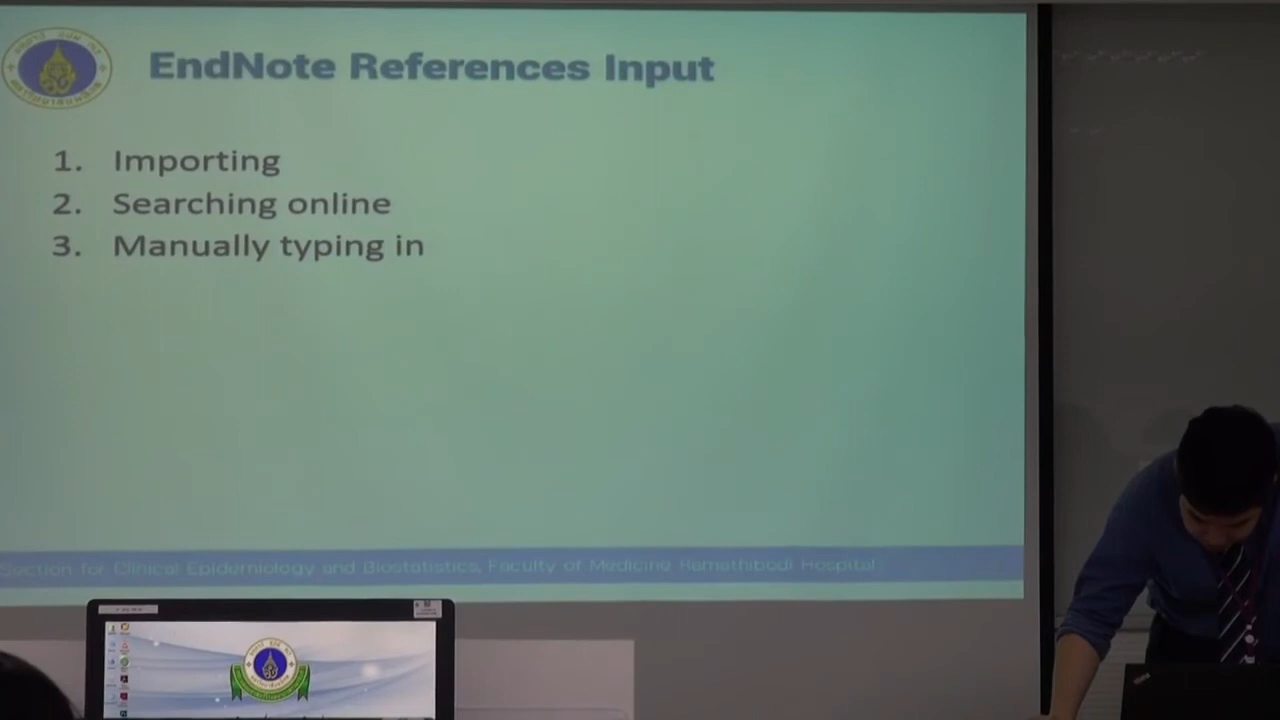 EndNote References Input
1. Importing
2. Searching online
3. Manually typing in
Section for Clinical Epidemiology and Biostatistics, Faculty of Medicine Ramathibodi Hospital